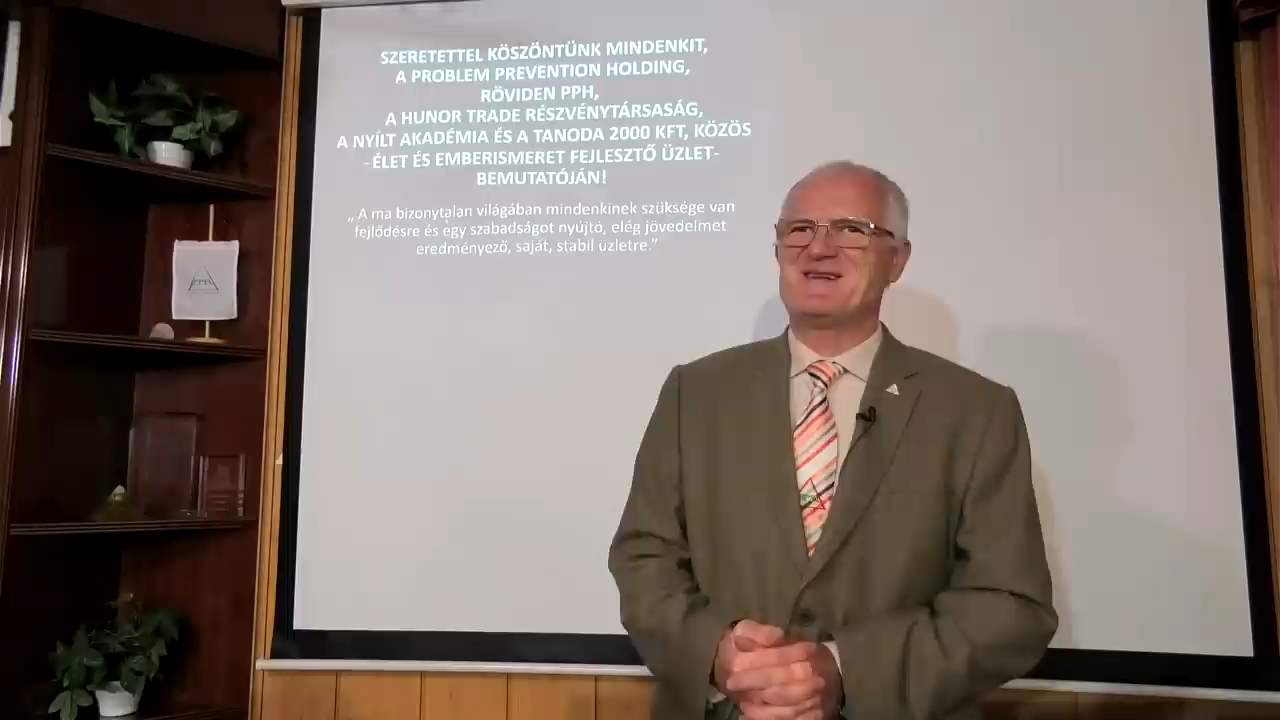 SZERETETTEL KÖSZÖNTÜNK MINDENKIT,
A PROBLEM PREVENTION HOLDING,
RÖVIDEN PPH,
A HUNOR TRADE RÉSZVÉNYTÁRSASÁG,
A NYÍLT AKADÉMIA ÉS A TANODA 2000 KFT, KÖZÖS
-ÉLET ÉS EMBERISMERET FEJLESZTŐ ÜZLET-
BEMUTATÓJÁN!
„ A ma bizonytalan világában mindenkinek szüksége van
fejlődésre és egy szabadságot nyújtó, elég jövedelmet
eredményező, saját, stabil üzletre.”